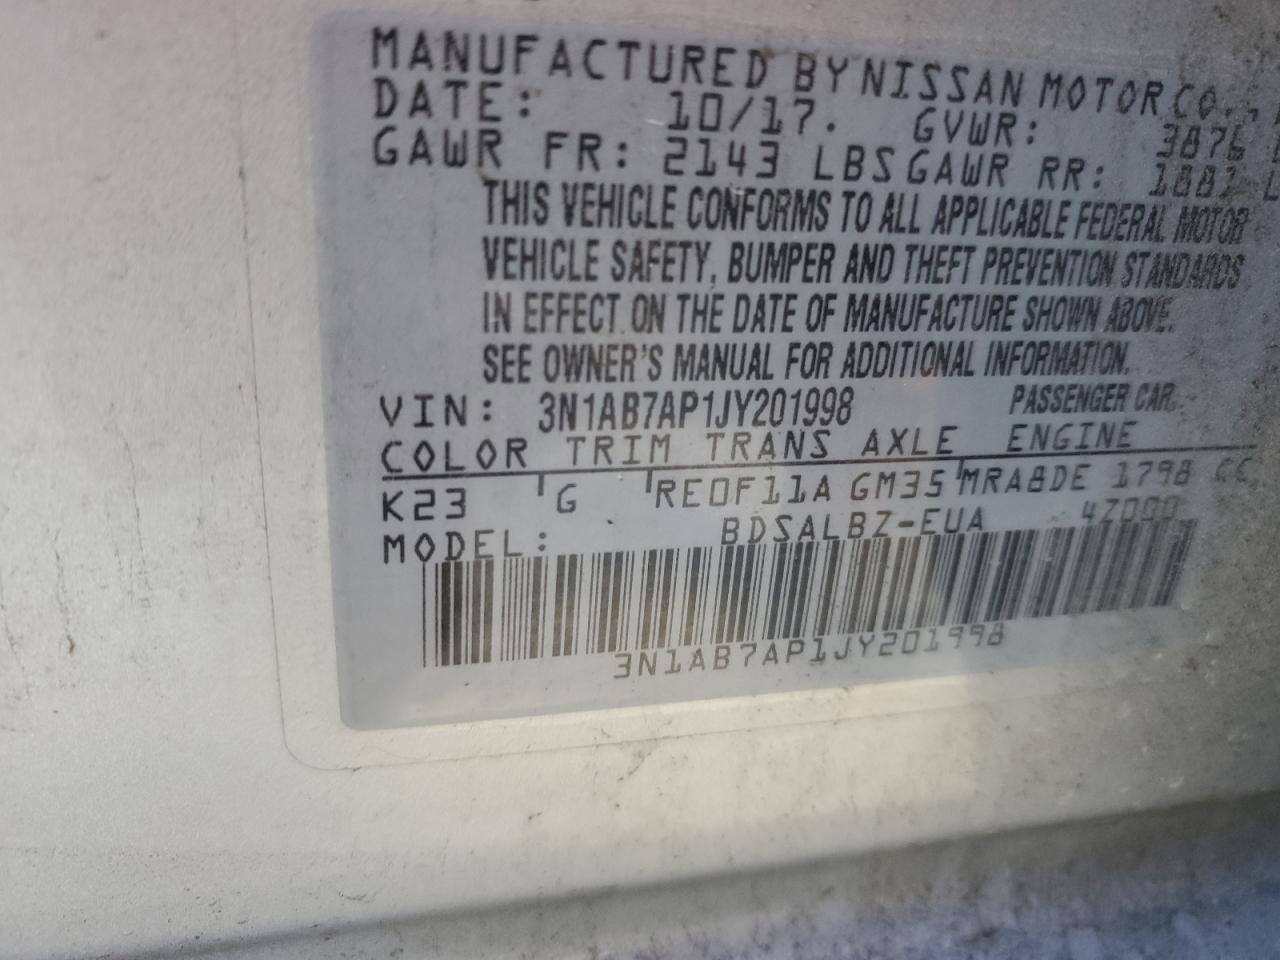 MANUFACTURED BY NISSAN MOTOR CO.,
DATE: 10/17. GVWR: 3876
GAWR FR: 2143 LBS GAWR RR: 1881 L
THIS VEHICLE CONFORMS TO ALL APPLICABLE FEDERAL MOTOR
VEHICLE SAFETY, BUMPER AND THEFT PREVENTION STANDARDS
IN EFFECT ON THE DATE OF MANUFACTURE SHOWN ABOVE.
SEE OWNER'S MANUAL FOR ADDITIONAL INFORMATION.
VIN: 3N1AB7AP1JY201998 PASSENGER CAR
COLOR TRIM TRANS AXLE ENGINE
K23 G RE0F11A GM35 MRA8DE 1798 CC
MODEL: BDSALBZ-EUA 4Z000
3N1AB7AP1JY201998